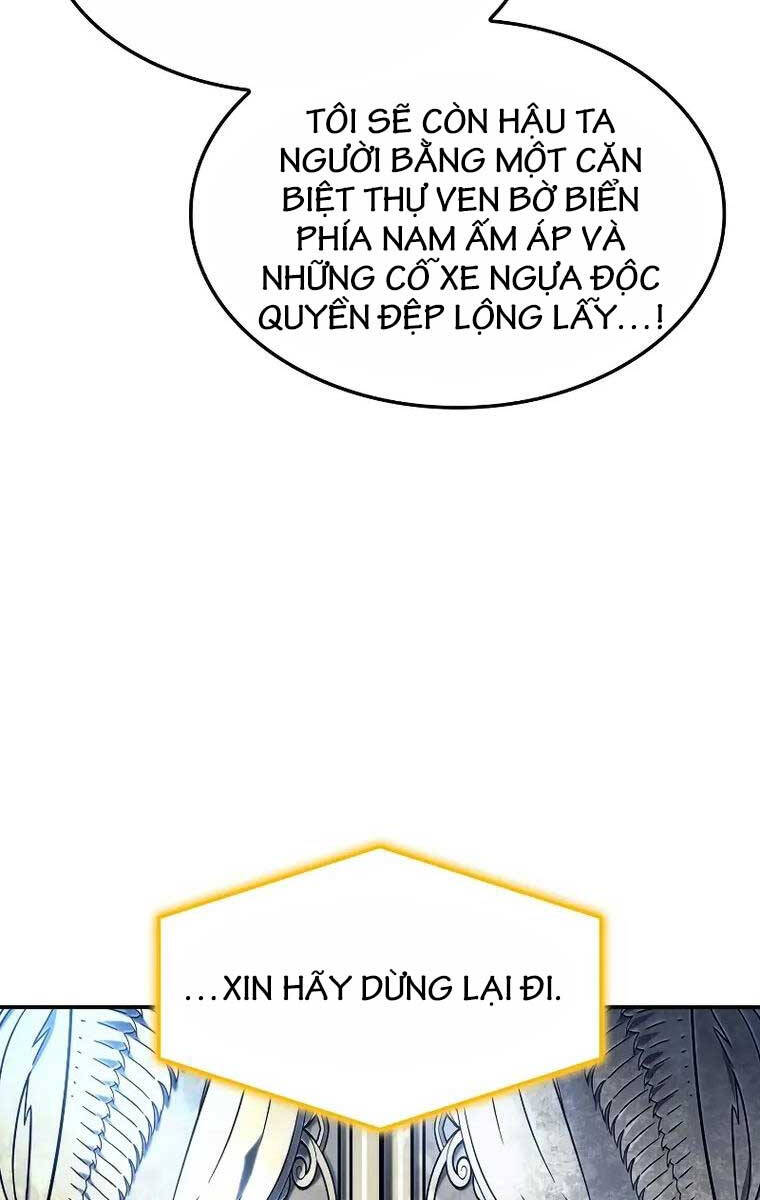 TÔI SẼ CÒN HẬU TẠ
NGƯỜI BẰNG MỘT CĂN
BIỆT THỰ VEN BỜ BIỂN
PHÍA NAM ẤM ÁP VÀ
NHỮNG CỖ XE NGỰA ĐỘC
QUYỀN ĐẸP LỘNG LẪY...!
...XIN HÃY DỪNG LẠI ĐI.